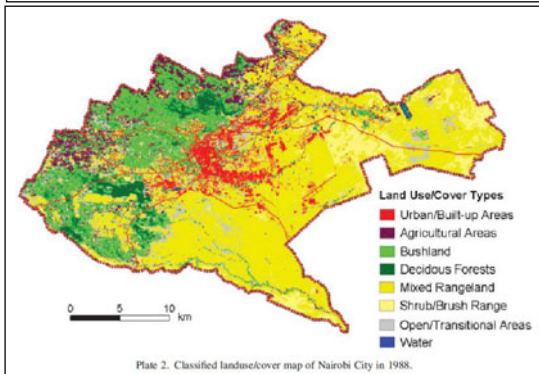 Land Use/Cover Types
Urban/Built-up Areas
Agricultural Areas
Bushland
Decidous Forests
Mixed Rangeland
Shrub/Brush Range
Open/Transitional Areas
Water
0 5 10
km
Plate 2. Classified landuse/cover map of Nairobi City in 1988.